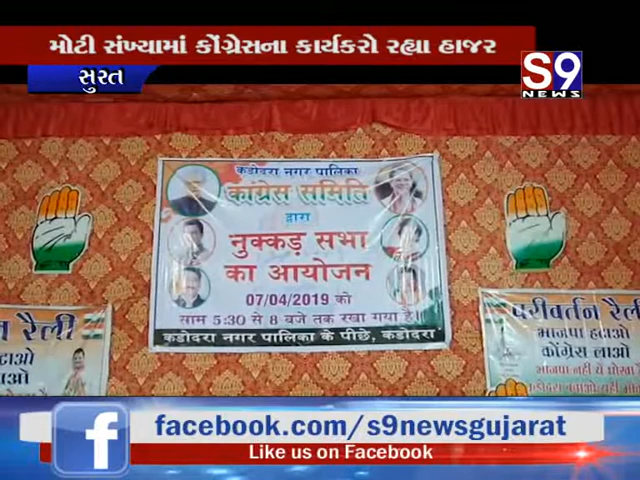 મોટી સંખ્યામાં કોંગ્રેસના કાર્યકરો રહ્યા હાજર
સુરત
S9
NEWS
कडोदरा नगर पालिका
कांग्रेस समिति
द्वारा
नुक्कड़ सभा
का आयोजन
07/04/2019 को
साम 5:30 से 8 बजे तक रखा गया है।
कडोदरा नगर पालिका के पीछे, कडोदरा
न रैली
टाओ
ाओ
परीवर्तन रैली
भाजपा हटाओ
कोंग्रेस लाओ
भाजपा नहीं ये धोखा
facebook.com/s9newsgujarat
Like us on Facebook